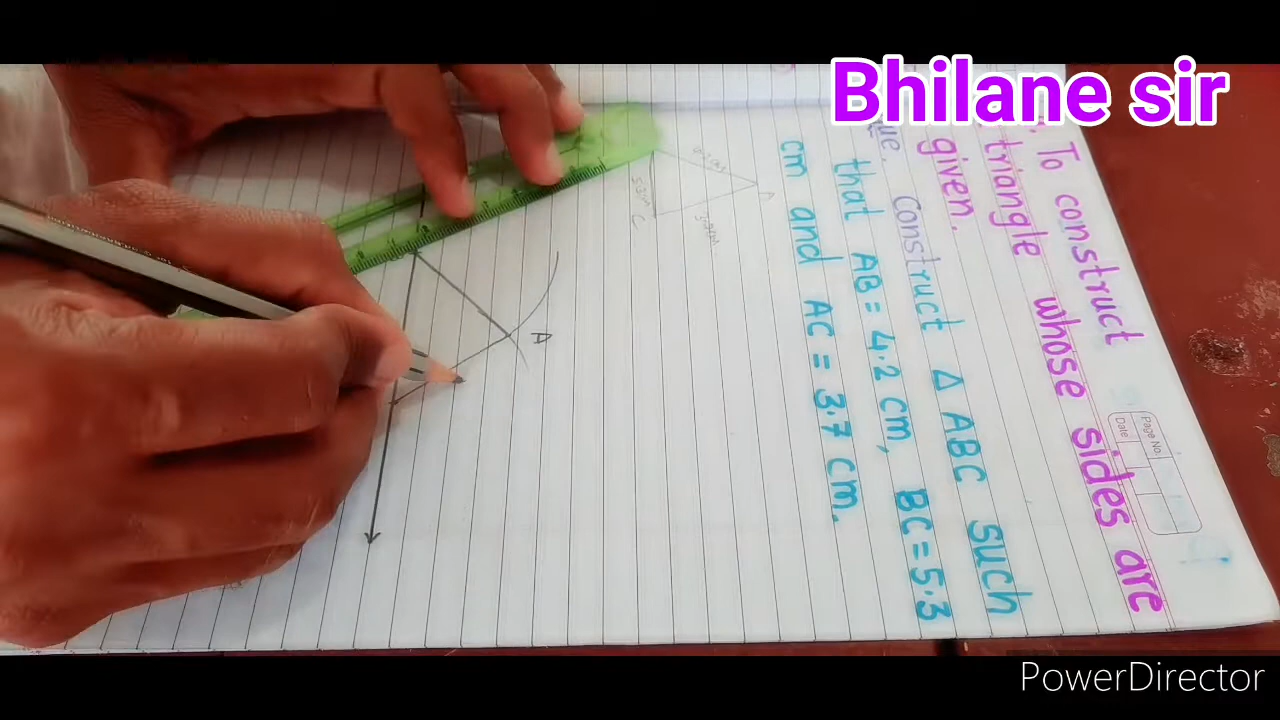 Bhilane sir
Page No.
Date
To construct
triangle whose sides are
given.
Que. Construct Δ ABC such
that AB = 4.2 cm, BC = 5.3
cm and AC = 3.7 cm.
A
C
A
PowerDirector